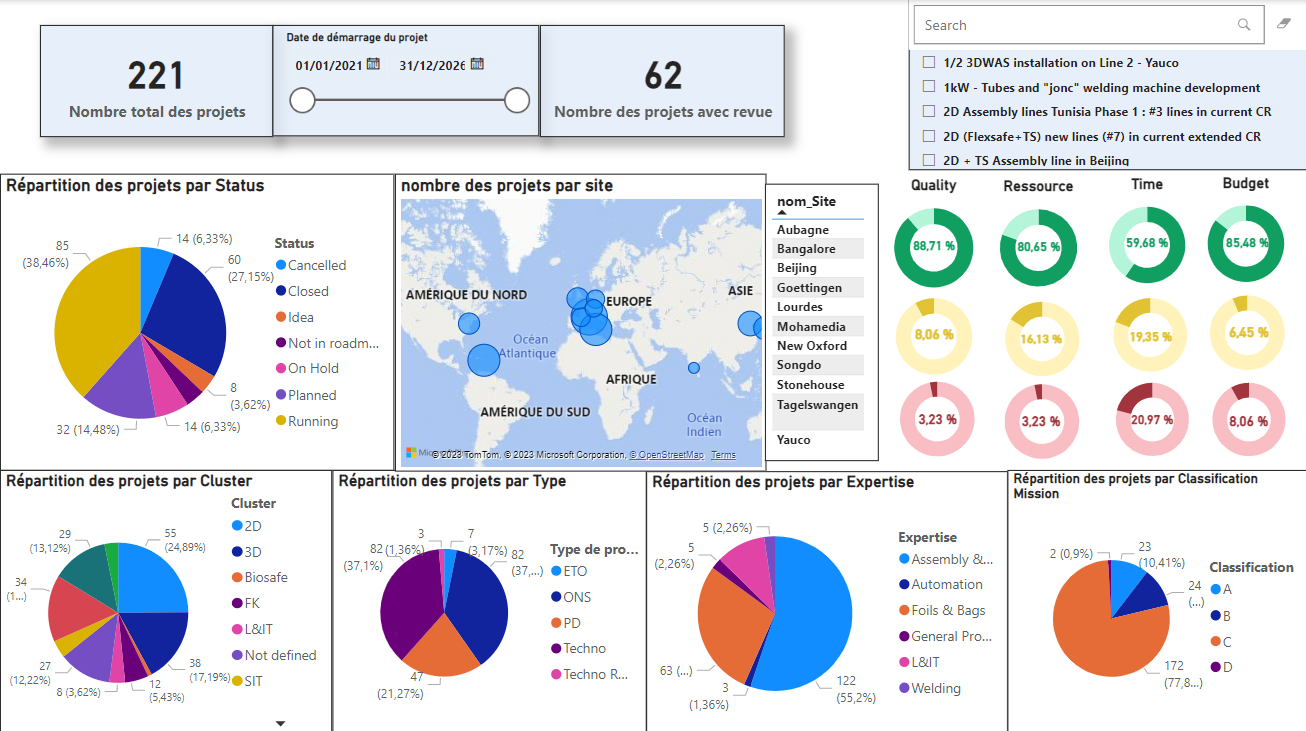 Search
221
Nombre total des projets
Date de démarrage du projet
01/01/2021
31/12/2026
62
Nombre des projets avec revue
1/2 3DWAS installation on Line 2 - Yauco
1kW - Tubes and "jonc" welding machine development
2D Assembly lines Tunisia Phase 1 : #3 lines in current CR
2D (Flexsafe+TS) new lines (#7) in current extended CR
2D + TS Assembly line in Beijing
Répartition des projets par Status
85
(38,46%)
14 (6,33%)
60
(27,15%)
8
(3,62%)
14 (6,33%)
32 (14,48%)
Status
Cancelled
Closed
Idea
Not in roadm...
On Hold
Planned
Running
nombre des projets par site
AMÉRIQUE DU NORD
EUROPE
ASIE
Océan
Atlantique
AFRIQUE
AMÉRIQUE DU SUD
Océan
Indien
© 2023 TomTom, © 2023 Microsoft Corporation, © OpenStreetMap Terms
nom_Site
Aubagne
Bangalore
Beijing
Goettingen
Lourdes
Mohamedia
New Oxford
Songdo
Stonehouse
Tagelswangen
Yauco
Quality
Ressource
Time
Budget
88,71 %
80,65 %
59,68 %
85,48 %
8,06 %
16,13 %
19,35 %
6,45 %
3,23 %
3,23 %
20,97 %
8,06 %
Répartition des projets par Cluster
29
(13,12%)
55
(24,89%)
34
(1...)
27
(12,22%)
8 (3,62%)
12
(5,43%)
38
(17,19%)
Cluster
2D
3D
Biosafe
FK
L&IT
Not defined
SIT
Répartition des projets par Type
3
(1,36%)
7
(3,17%)
82
(37,1%)
82
(37,...)
47
(21,27%)
Type de pro...
ETO
ONS
PD
Techno
Techno R...
Répartition des projets par Expertise
5 (2,26%)
5
(2,26%)
63 (...)
3
(1,36%)
122
(55,2%)
Expertise
Assembly &...
Automation
Foils & Bags
General Pro...
L&IT
Welding
Répartition des projets par Classification
Mission
2 (0,9%)
23
(10,41%)
24
(...)
172
(77,8...)
Classification
A
B
C
D